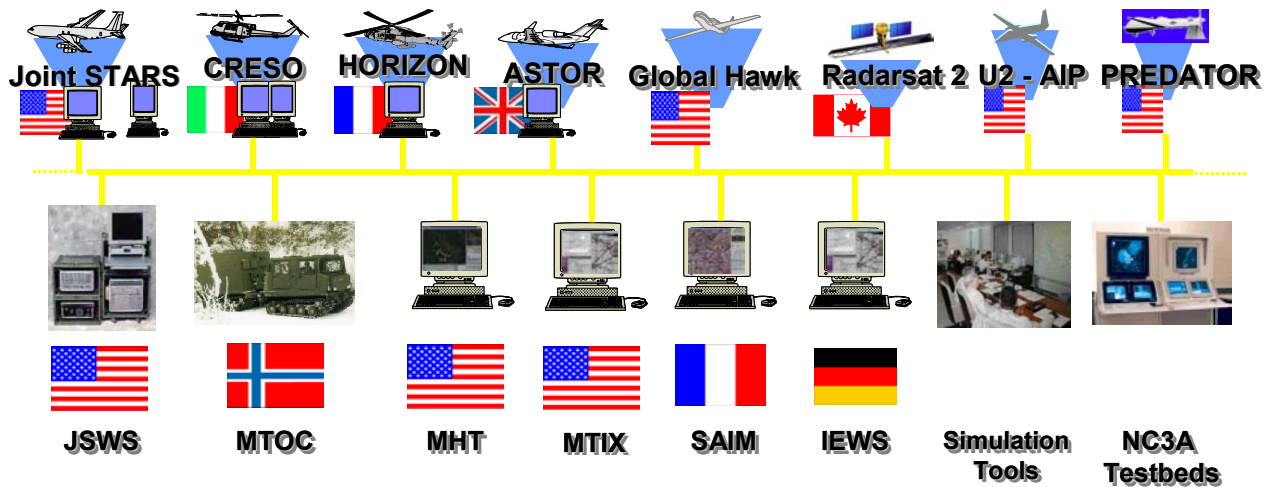 Joint STARS CRESO HORIZON ASTOR Global Hawk Radarsat 2 U2 - AIP PREDATOR
JSWS MTOC MHT MTIX SAIM IEWS Simulation Tools NC3A Testbeds